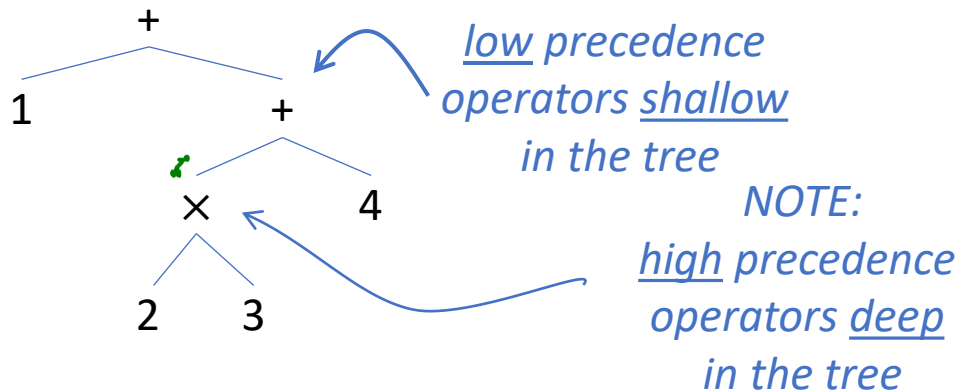 +
1 +
low precedence
operators shallow
in the tree
× 4
2 3
NOTE:
high precedence
operators deep
in the tree